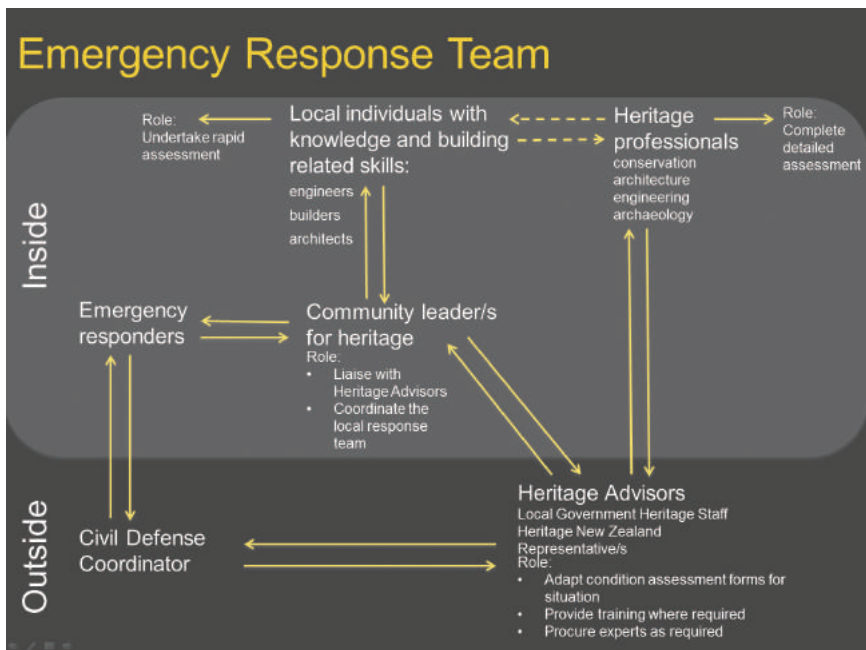 Emergency Response Team
Inside
Role:
Undertake rapid
assessment
Local individuals with
knowledge and building
related skills:
engineers
builders
architects
Heritage
professionals
conservation
architecture
engineering
archaeology
Role:
Complete
detailed
assessment
Emergency
responders
Community leader/s
for heritage
Role:
• Liaise with
Heritage Advisors
• Coordinate the
local response
team
Outside
Civil Defense
Coordinator
Heritage Advisors
Local Government Heritage Staff
Heritage New Zealand
Representative/s
Role:
• Adapt condition assessment forms for
situation
• Provide training where required
• Procure experts as required